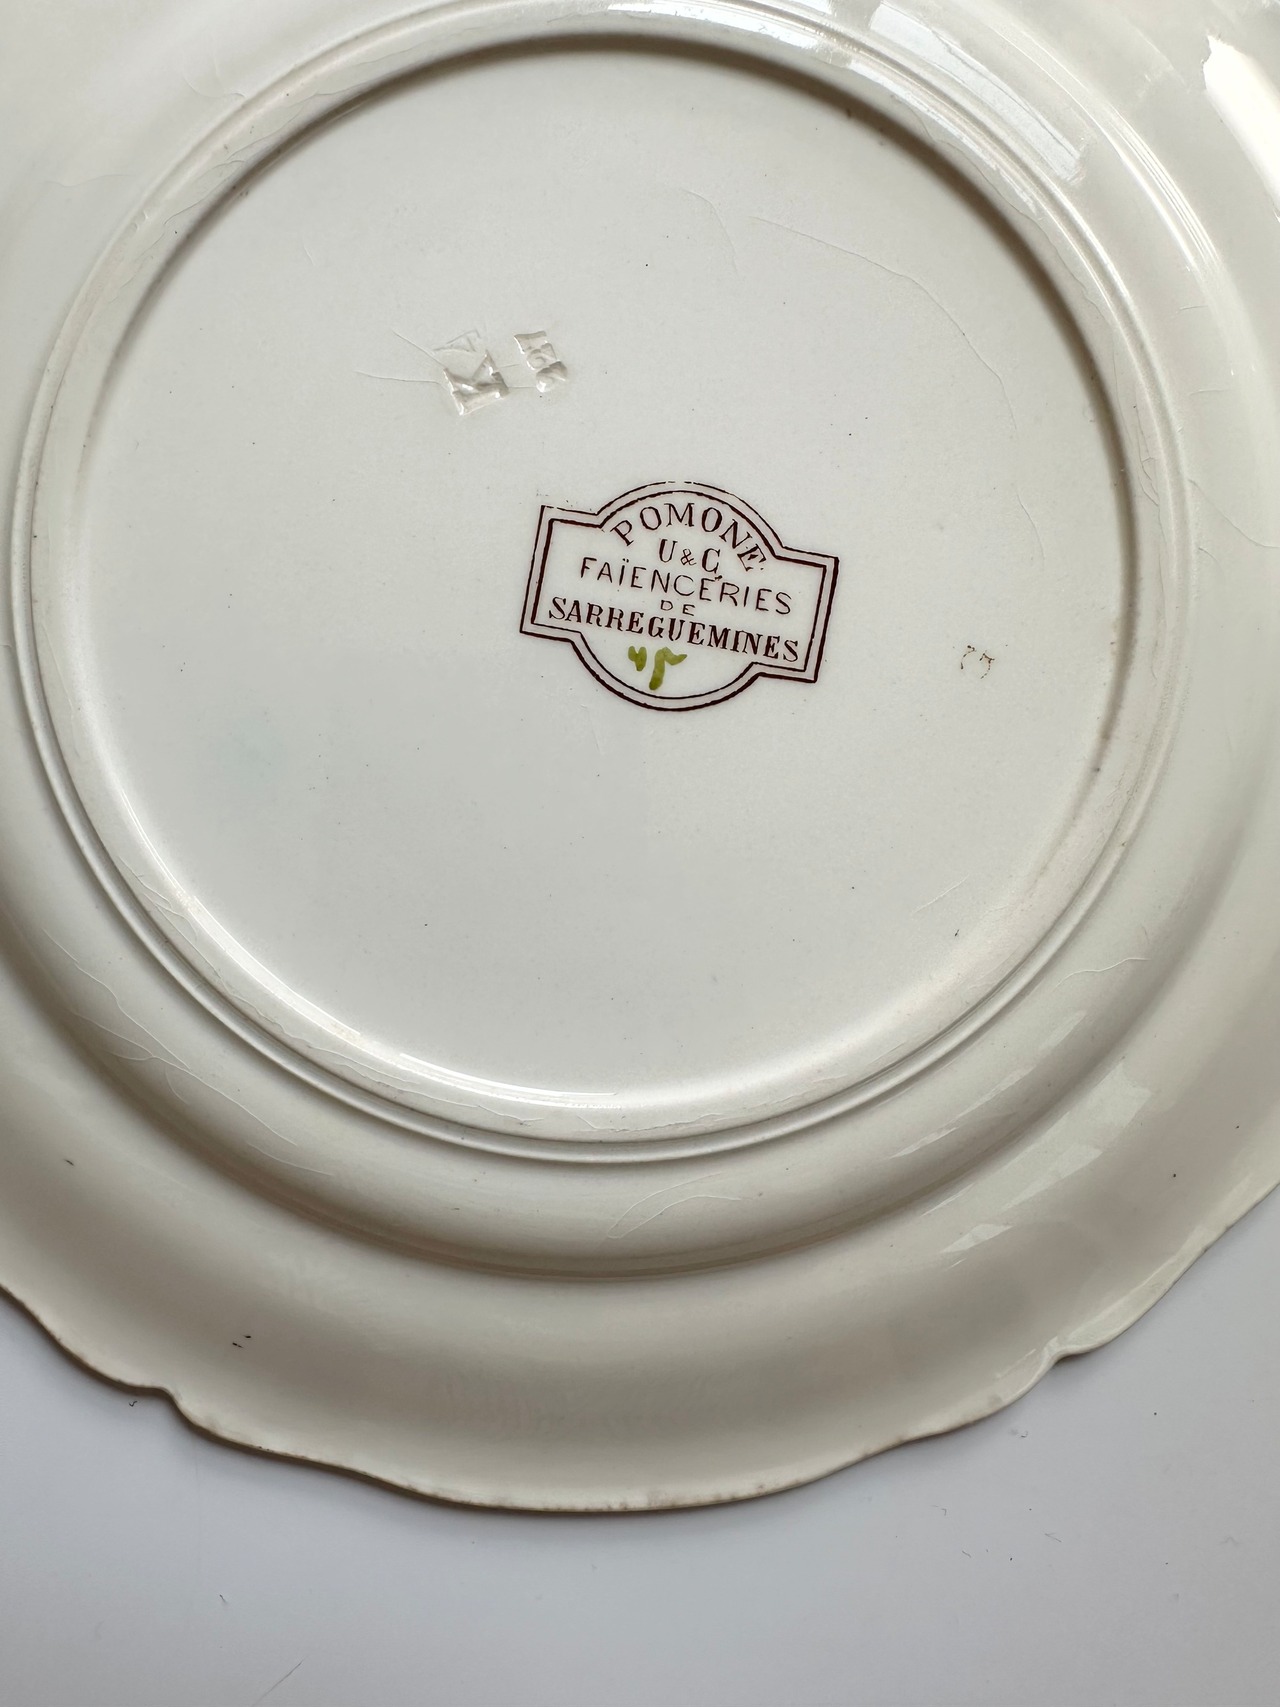 POMONE
U & C
FAÏENCERIES
DE
SARREGUEMINES